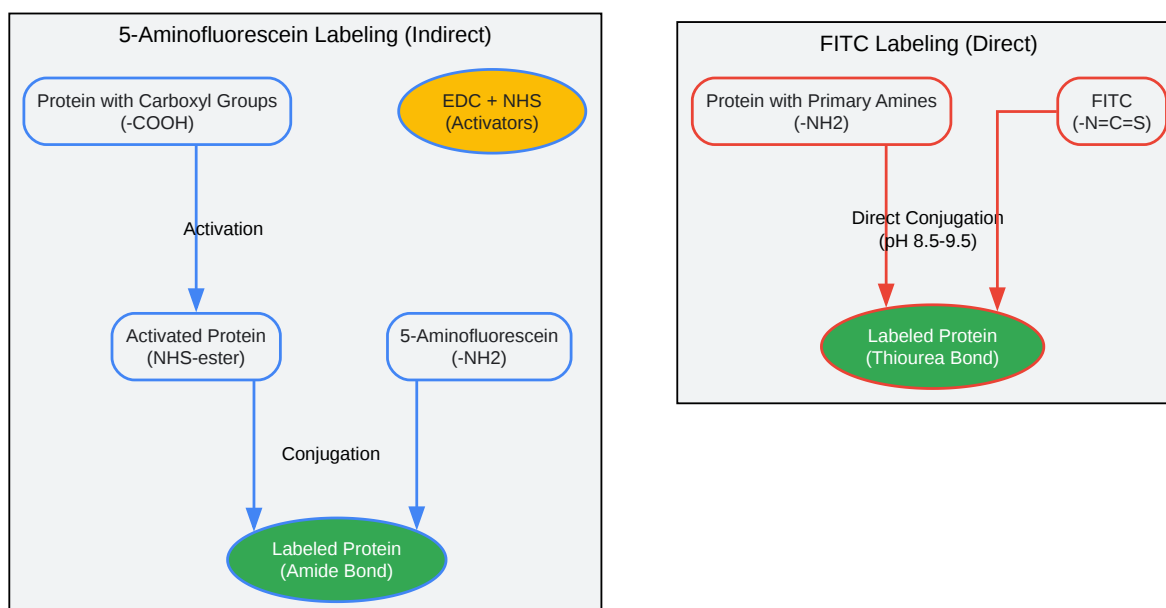 5-Aminofluorescein Labeling (Indirect)
Protein with Carboxyl Groups
(-COOH)
EDC + NHS
(Activators)
Activation
Activated Protein
(NHS-ester)
5-Aminofluorescein
(-NH2)
Conjugation
Labeled Protein
(Amide Bond)
FITC Labeling (Direct)
Protein with Primary Amines
(-NH2)
FITC
(-N=C=S)
Direct Conjugation
(pH 8.5-9.5)
Labeled Protein
(Thiourea Bond)